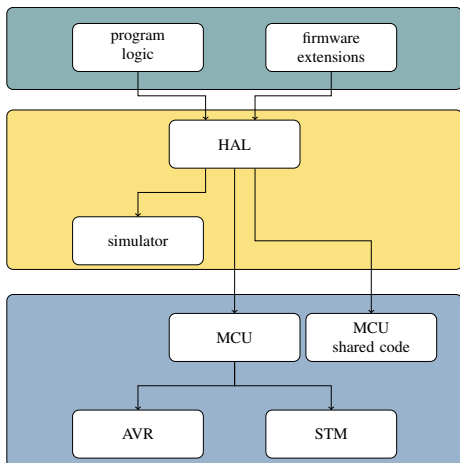 program
logic
firmware
extensions
HAL
simulator
MCU
MCU
shared code
AVR
STM